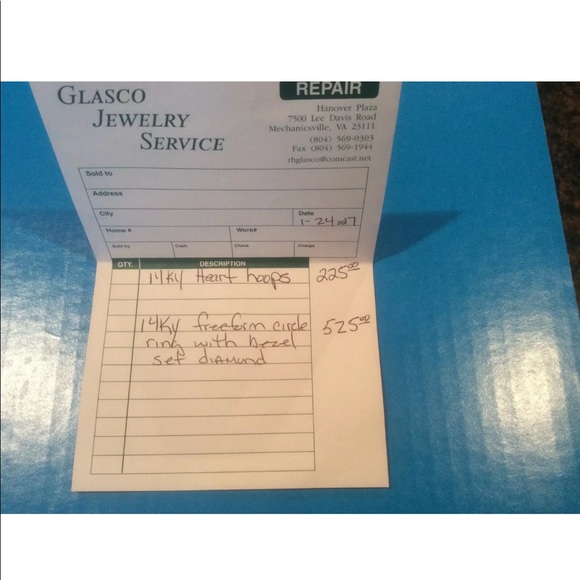 GLASCO
JEWELRY
SERVICE
REPAIR
Hanover Plaza
7500 Lee Davis Road
Mechanicsville, VA 23111
(804) 569-0303
Fax (804) 569-1944
rhglasco@comcast.net
Sold to
Address
City
Date
1-24-
Home #
Work#
Sold by
Cash
Check
Charge
QTY.
DESCRIPTION
14Ky Heart hoops 225.00
14Ky freeform circle 525.00
ring with bezel
set diamond